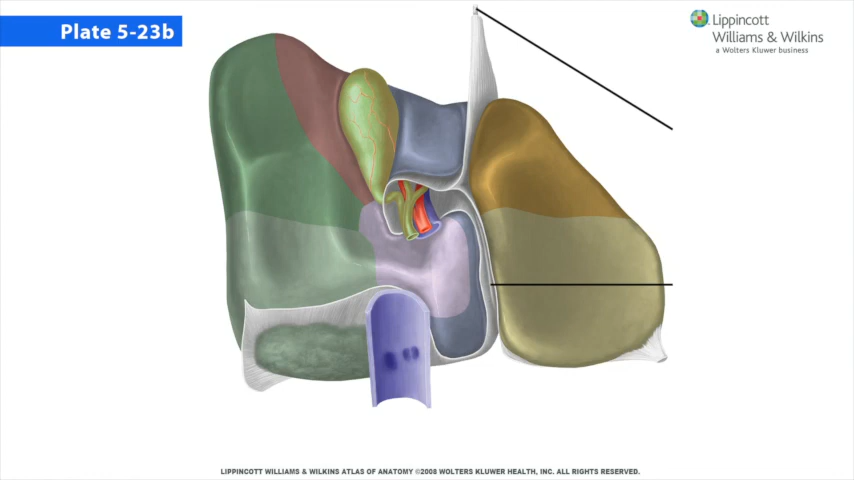 Plate 5-23b
Lippincott
Williams & Wilkins
a Wolters Kluwer business
LIPPINCOTT WILLIAMS & WILKINS ATLAS OF ANATOMY ©2008 WOLTERS KLUWER HEALTH, INC. ALL RIGHTS RESERVED.